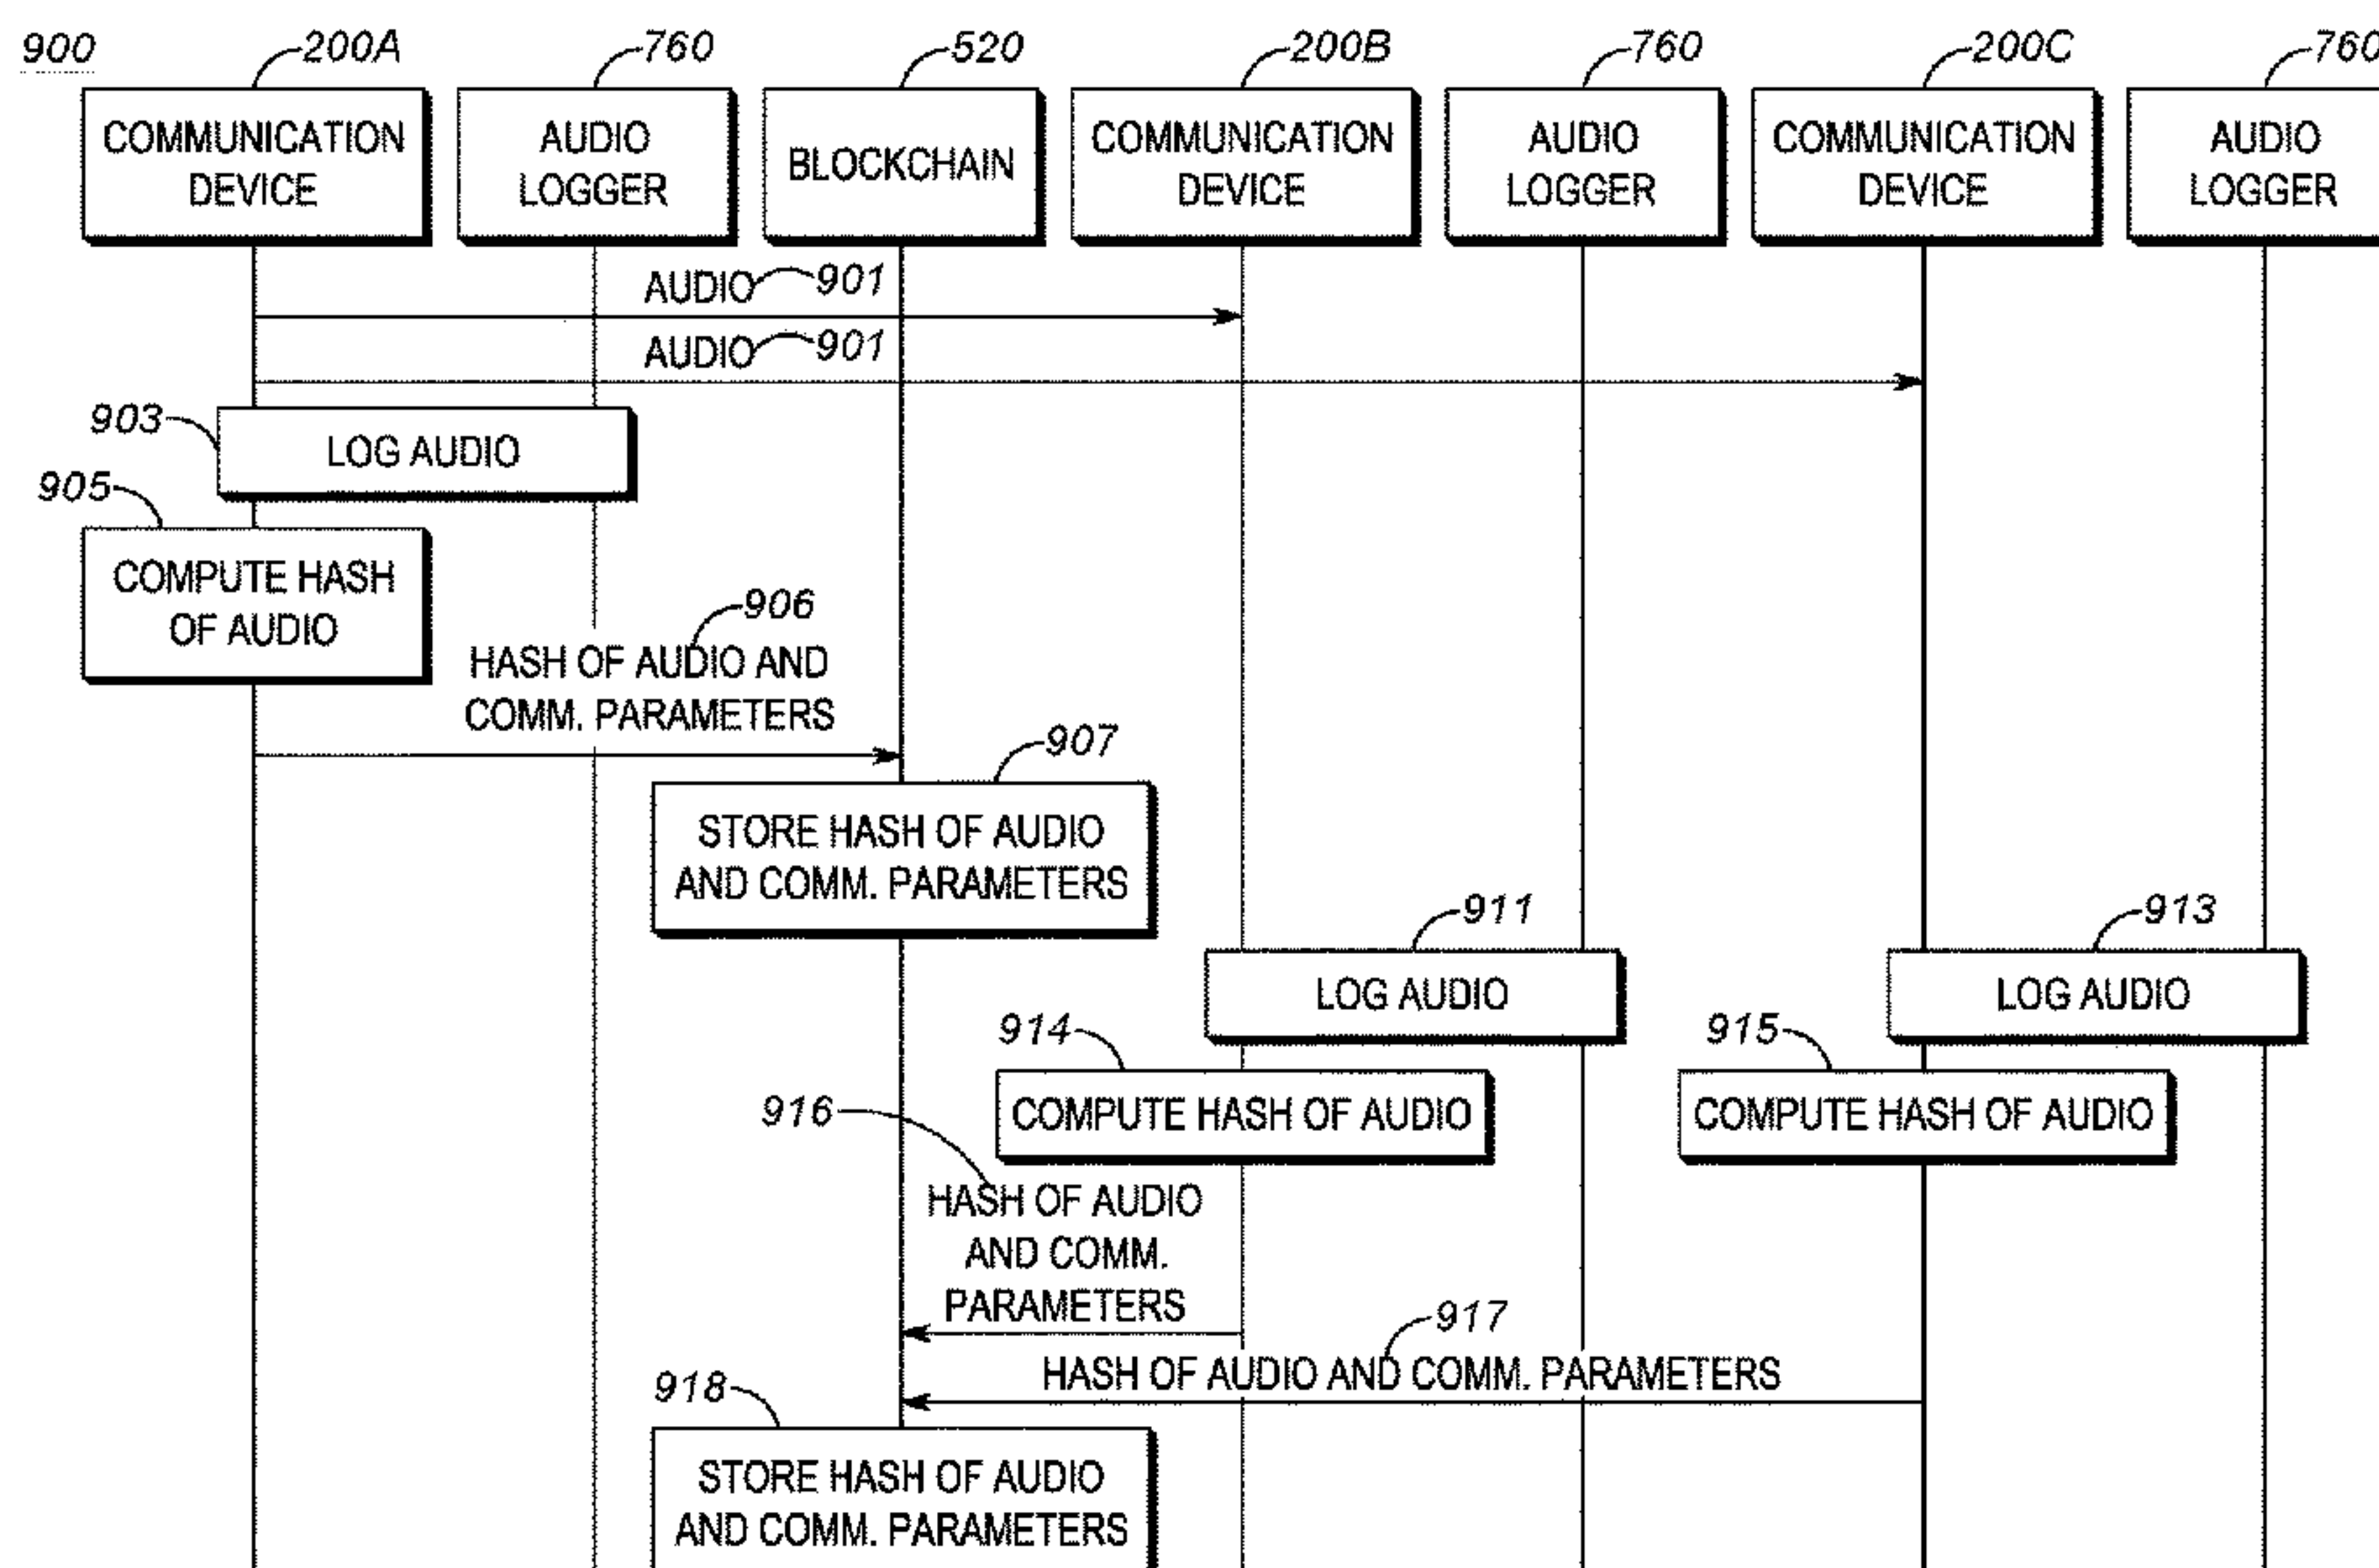 900
200A
760
520
200B
760
200C
760
COMMUNICATION
DEVICE
AUDIO
LOGGER
BLOCKCHAIN
COMMUNICATION
DEVICE
AUDIO
LOGGER
COMMUNICATION
DEVICE
AUDIO
LOGGER
AUDIO 901
AUDIO 901
903
LOG AUDIO
905
COMPUTE HASH
OF AUDIO
906
HASH OF AUDIO AND
COMM. PARAMETERS
907
STORE HASH OF AUDIO
AND COMM. PARAMETERS
911
LOG AUDIO
913
LOG AUDIO
914
COMPUTE HASH OF AUDIO
915
COMPUTE HASH OF AUDIO
916
HASH OF AUDIO
AND COMM.
PARAMETERS
917
HASH OF AUDIO AND COMM. PARAMETERS
918
STORE HASH OF AUDIO
AND COMM. PARAMETERS